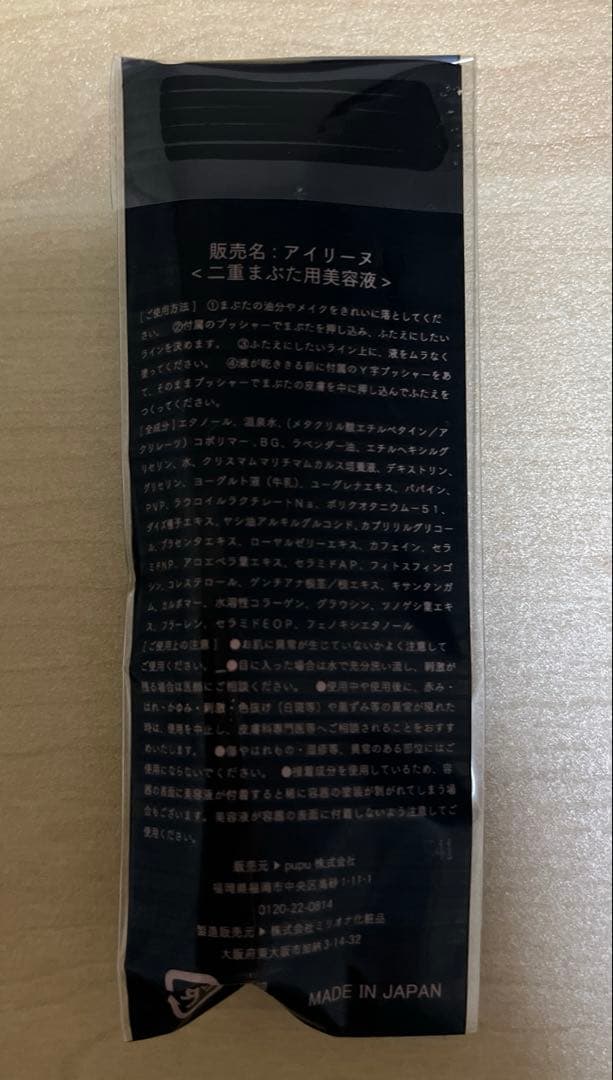 販売名：アイリーヌ
＜二重まぶた用美容液＞
［ご使用方法］ ①まぶたの油分やメイクをきれいに落としてくだ
さい。 ②付属のプッシャーでまぶたを押し込み、ふたえにしたい
ラインを決めます。 ③ふたえにしたいライン上に、液をムラなく
塗ってください。 ④液が乾ききる前に付属のY字プッシャーをあ
て、そのままプッシャーでまぶたの皮膚を中に押し込んでふたえを
つくってください。
［全成分］エタノール、温泉水、（メタクリル酸エチルベタイン／ア
クリレーツ）コポリマー、BG、ラベンダー油、エチルヘキシルグ
リセリン、水、クリスマムマリチマムカルス培養液、デキストリン、
グリセリン、ヨーグルト液（牛乳）、ユーグレナエキス、パパイン、
PVP、ラウロイルラクチレートNa、ポリクオタニウム－51、
ダイズ種子エキス、ヤシ油アルキルグルコシド、カプリリルグリコー
ル、プラセンタエキス、ローヤルゼリーエキス、カフェイン、セラ
ミドNP、アロエベラ葉エキス、セラミドAP、フィトスフィンゴ
シン、コレステロール、ゲンチアナ根茎／根エキス、キサンタンガ
ム、カルボマー、水溶性コラーゲン、グラウシン、ツノゲシ葉エキ
ス、フラーレン、セラミドEOP、フェノキシエタノール
［ご使用上の注意］ ●お肌に異常が生じていないかよく注意して
ご使用ください。 ●目に入った場合は水で充分洗い流し、刺激が
残る場合は医師にご相談ください。 ●使用中や使用後に、赤み・
はれ・かゆみ・刺激・色抜け（白斑等）や黒ずみ等の異常が現れた
時は、使用を中止し、皮膚科専門医等へご相談されることをおすす
めいたします。 ●傷やはれもの・湿疹等、異常のある部位にはご
使用にならないでください。 ●接着成分を使用しているため、容
器の表面に美容液が付着すると稀に容器の塗装が剥がれてしまう場
合もございます。美容液が容器の表面に付着しないよう注意してご
使用ください。
41
販売元▶pupu 株式会社
福岡県福岡市中央区高砂1-11-1
0120-22-0814
製造販売元▶株式会社ミリオナ化粧品
大阪府東大阪市加納3-14-32
MADE IN JAPAN